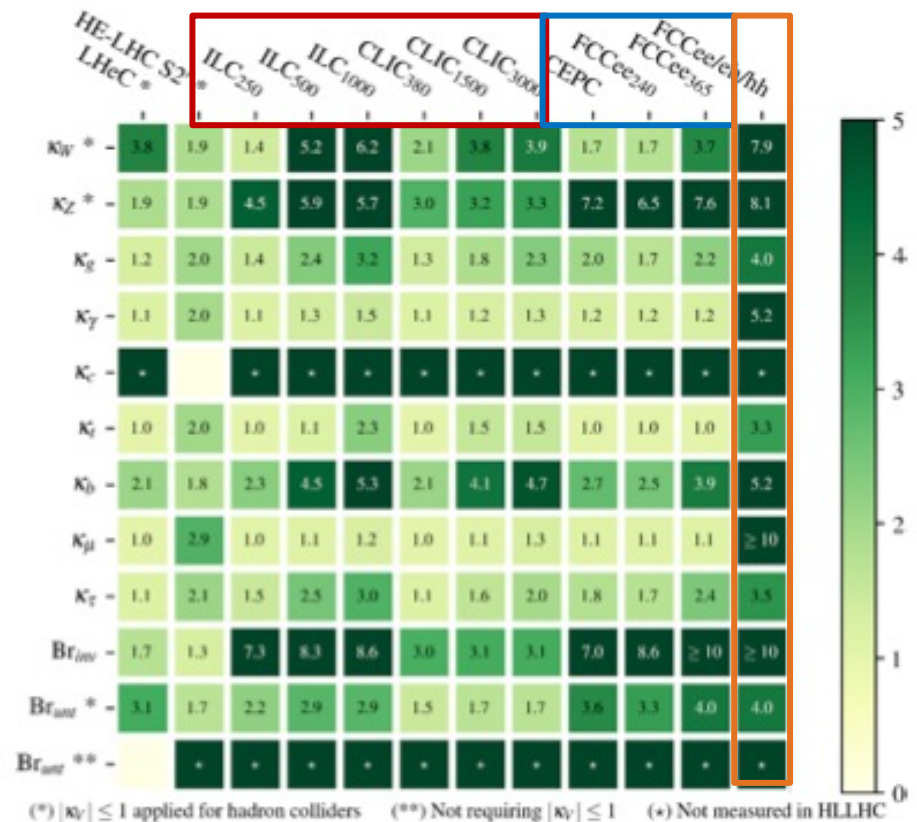 LHeC *
HE-LHC S2' *
ILC250
ILC500
ILC1000
CLIC380
CLIC1500
CLIC3000
CEPC
FCCee240
FCCee365
FCCee/eh/hh
κW * 3.8 1.9 1.4 5.2 6.2 2.1 3.8 3.9 1.7 1.7 3.7 7.9
κZ * 1.9 1.9 4.5 5.9 5.7 3.0 3.2 3.3 7.2 6.5 7.6 8.1
κg 1.2 2.0 1.4 2.4 3.2 1.3 1.8 2.3 2.0 1.7 2.2 4.0
κγ 1.1 2.0 1.1 1.3 1.5 1.1 1.2 1.3 1.2 1.2 1.2 5.2
κc ⋆ ⋆ ⋆ ⋆ ⋆ ⋆ ⋆ ⋆ ⋆ ⋆ ⋆
κt 1.0 2.0 1.0 1.1 2.3 1.0 1.5 1.5 1.0 1.0 1.0 3.3
κb 2.1 1.8 2.3 4.5 5.3 2.1 4.1 4.7 2.7 2.5 3.9 5.2
κμ 1.0 2.9 1.0 1.1 1.2 1.0 1.1 1.3 1.1 1.1 1.1 ≥ 10
κτ 1.1 2.1 1.5 2.5 3.0 1.1 1.6 2.0 1.8 1.7 2.4 3.5
Brinv 1.7 1.3 7.3 8.3 8.6 3.0 3.1 3.1 7.0 8.6 ≥ 10 ≥ 10
Brunt * 3.1 1.7 2.2 2.9 2.9 1.5 1.7 1.7 3.6 3.3 4.0 4.0
Brunt ** ⋆ ⋆ ⋆ ⋆ ⋆ ⋆ ⋆ ⋆ ⋆ ⋆ ⋆
5
4
3
2
1
0
(*) |κV| ≤ 1 applied for hadron colliders (**) Not requiring |κV| ≤ 1 (⋆) Not measured in HLLHC